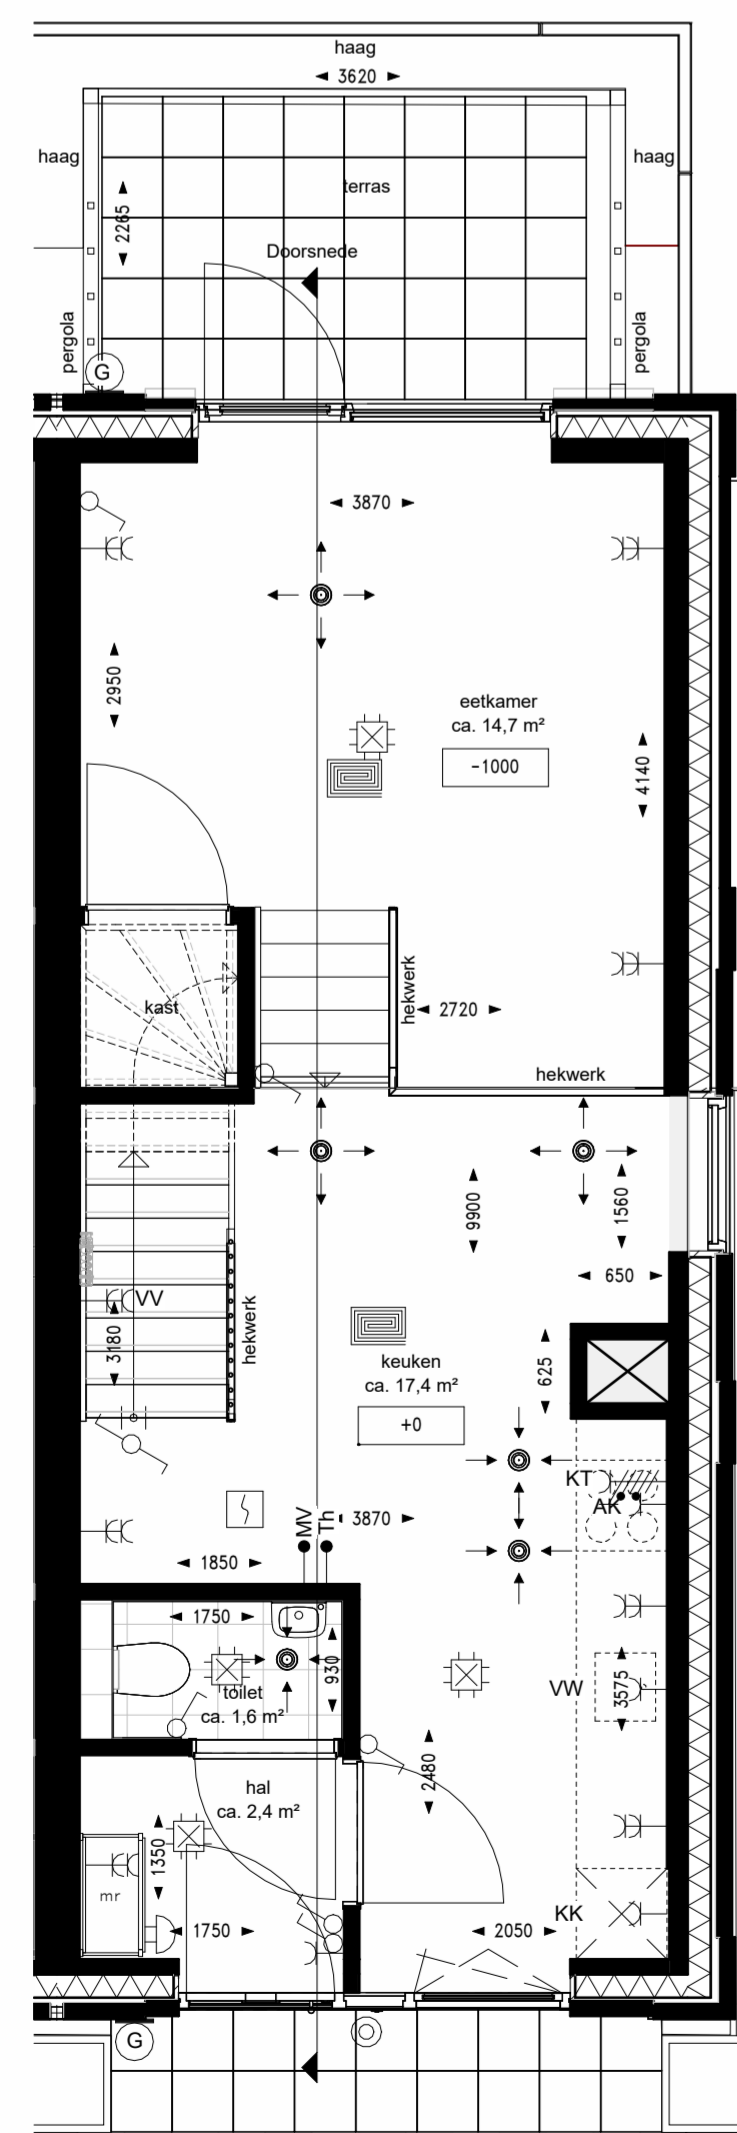 haag
3620
haag
haag
terras
2265
Doorsnede
pergola
pergola
G
3870
2950
eetkamer
ca. 14,7 m²
-1000
4140
kast
hekwerk
2720
hekwerk
9900
1560
650
VV
3180
hekwerk
625
keuken
ca. 17,4 m²
+0
KT
AK
MV
Th
3870
1850
1750
930
toilet
ca. 1,6 m²
VW
3575
2480
hal
ca. 2,4 m²
1350
mr
1750
KK
2050
G